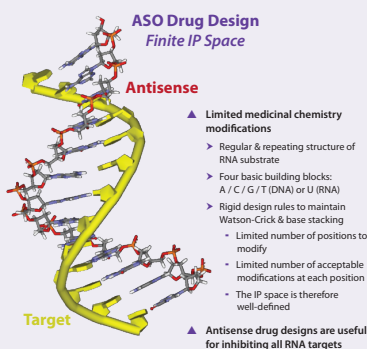 ASO Drug Design
Finite IP Space
Antisense
▲ Limited medicinal chemistry
modifications
➤ Regular & repeating structure of
RNA substrate
➤ Four basic building blocks:
A / C / G / T (DNA) or U (RNA)
➤ Rigid design rules to maintain
Watson-Crick & base stacking
• Limited number of positions to
modify
• Limited number of acceptable
modifications at each position
• The IP space is therefore
well-defined
Target
▲ Antisense drug designs are useful
for inhibiting all RNA targets